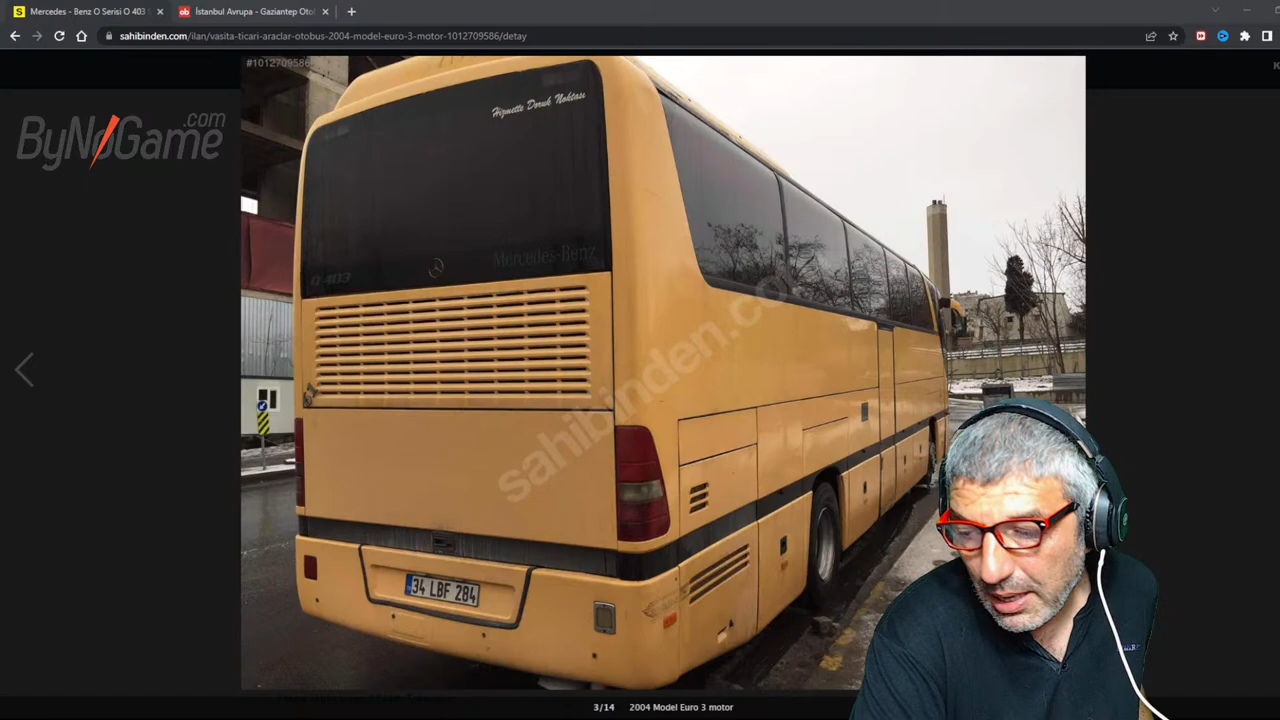 Mercedes - Benz O Serisi O 403
İstanbul Avrupa - Gaziantep Oto
sahibinden.com/ilan/vasita-ticari-araclar-otobus-2004-model-euro-3-motor-1012709586/detay
#1012709586
ByNoGame.com
Hizmette Doruk Noktası
Mercedes-Benz
O 403
sahibinden.com
34 LBF 284
3/14 2004 Model Euro 3 motor